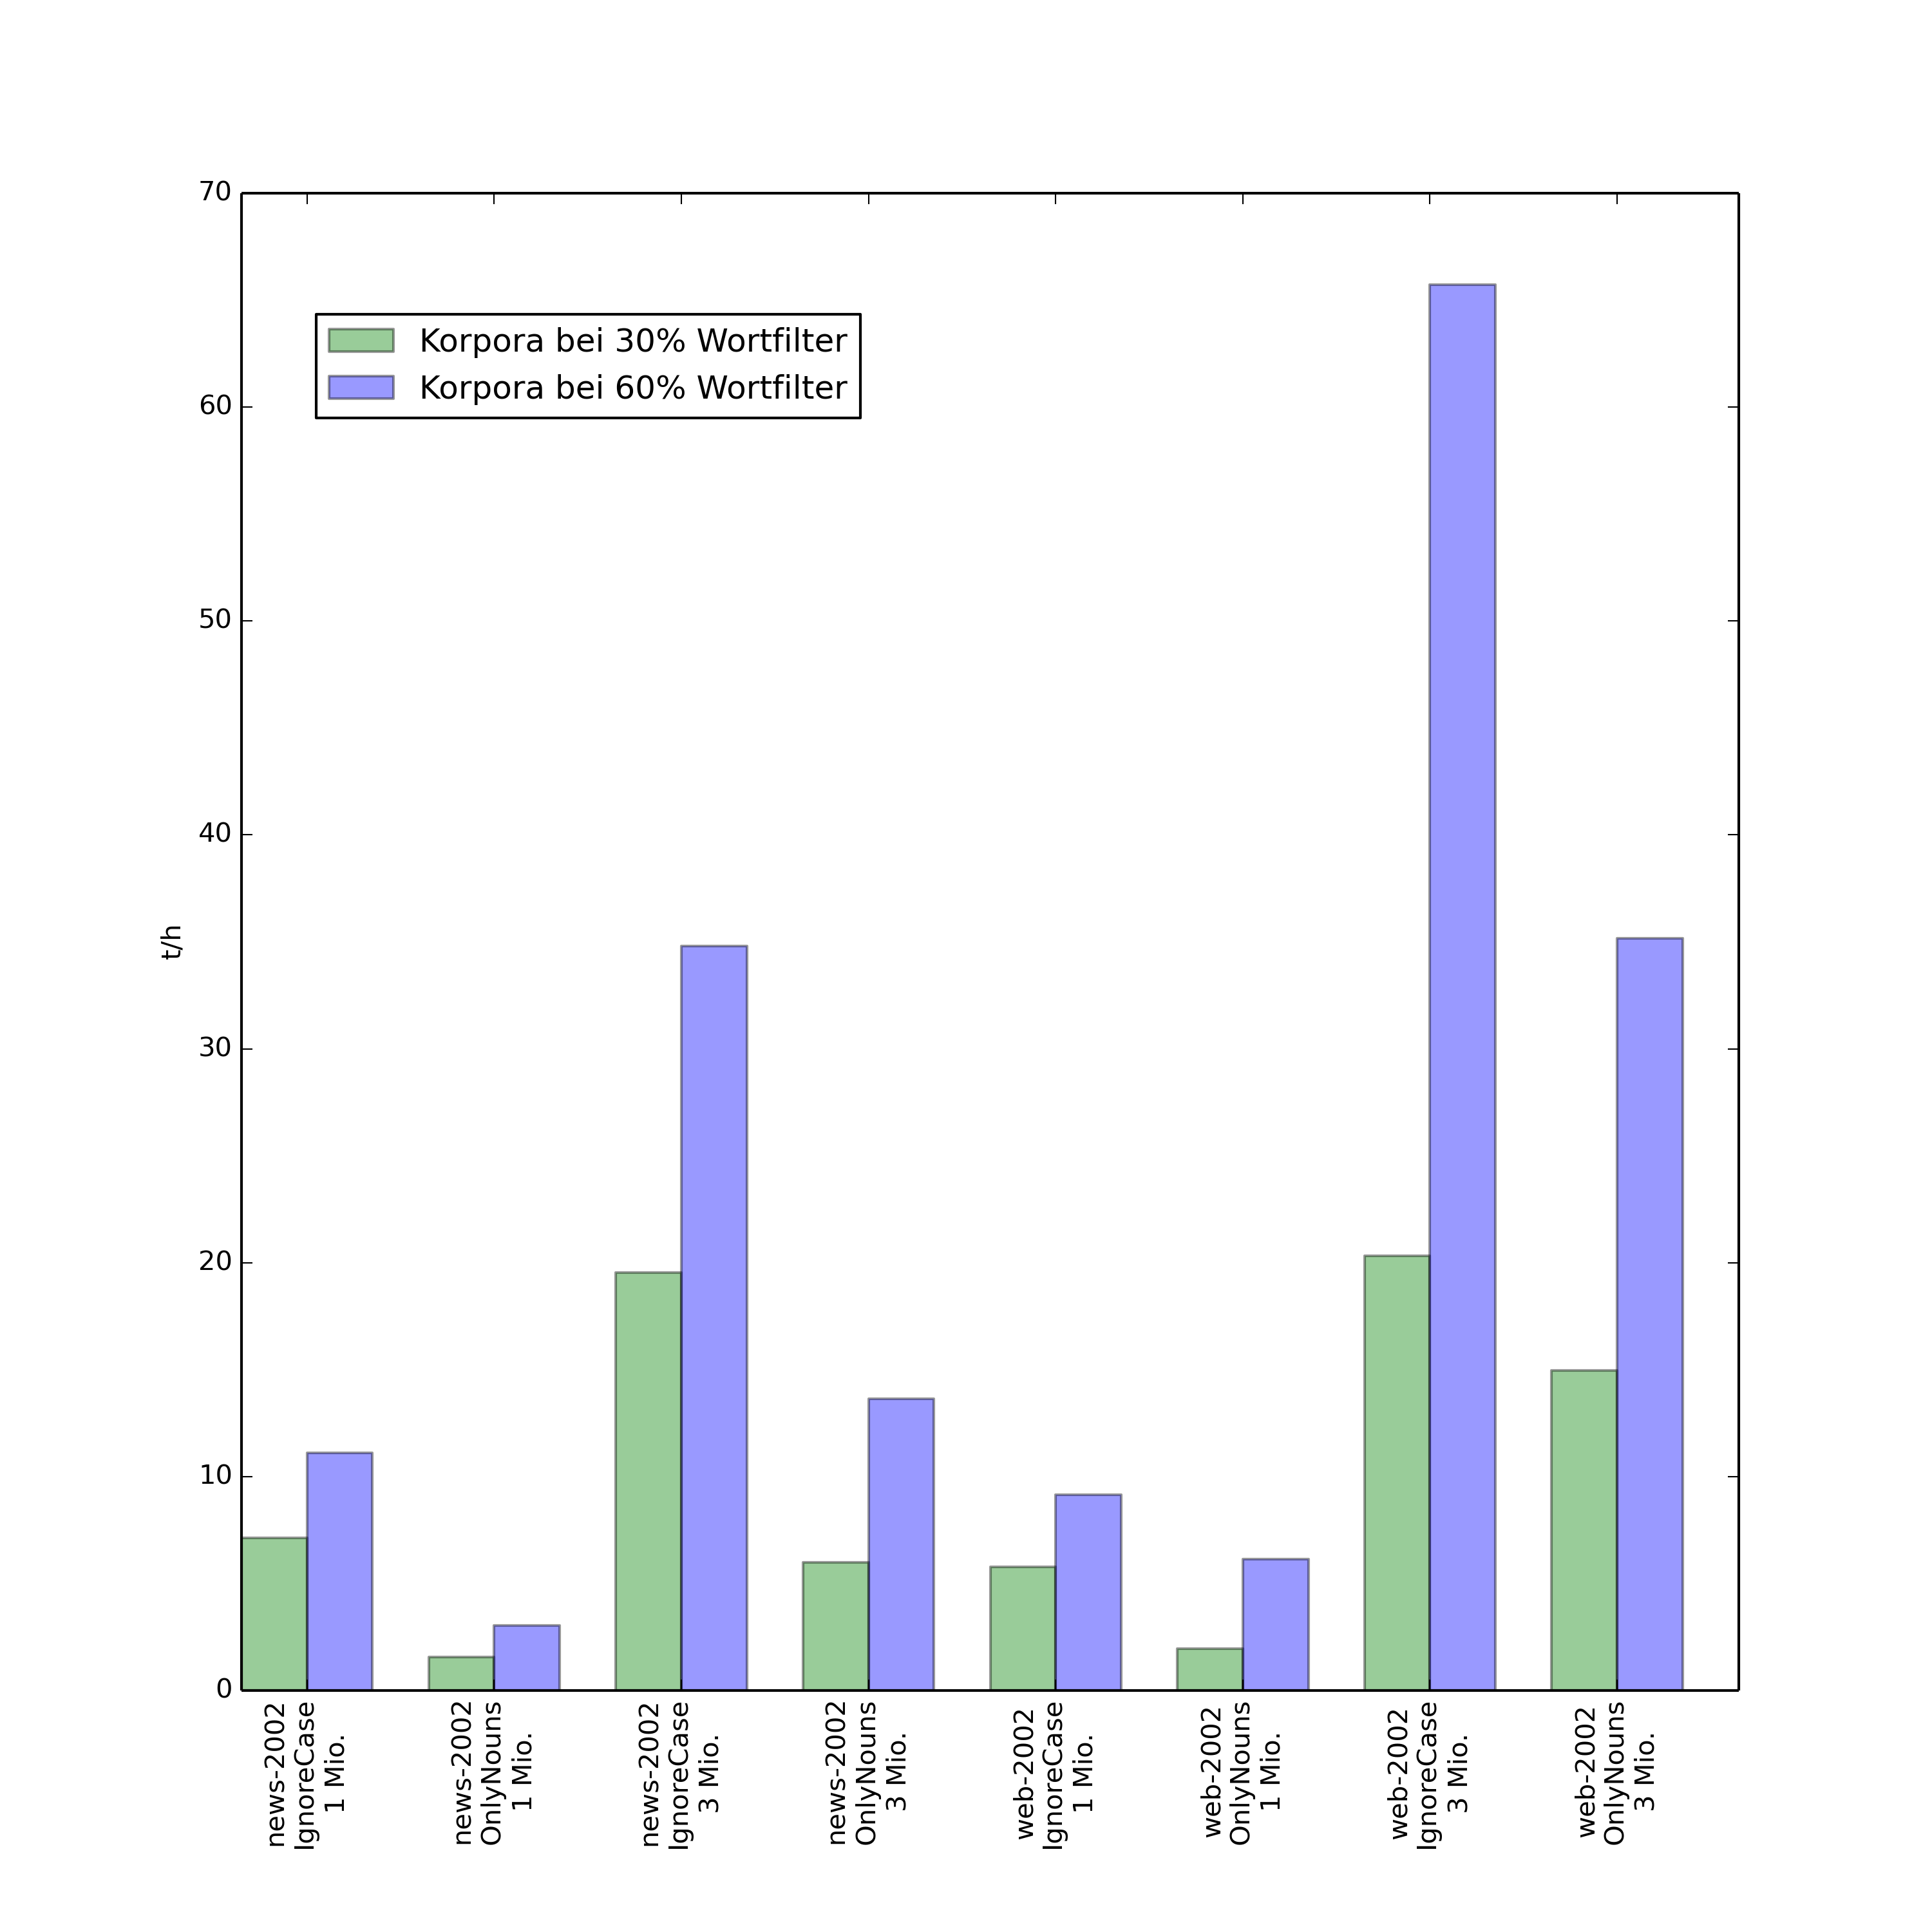 70
60
50
40
30
20
10
0
t/h
Korpora bei 30% Wortfilter
Korpora bei 60% Wortfilter
news-2002
IgnoreCase
1 Mio.
news-2002
OnlyNouns
1 Mio.
news-2002
IgnoreCase
3 Mio.
news-2002
OnlyNouns
3 Mio.
web-2002
IgnoreCase
1 Mio.
web-2002
OnlyNouns
1 Mio.
web-2002
IgnoreCase
3 Mio.
web-2002
OnlyNouns
3 Mio.